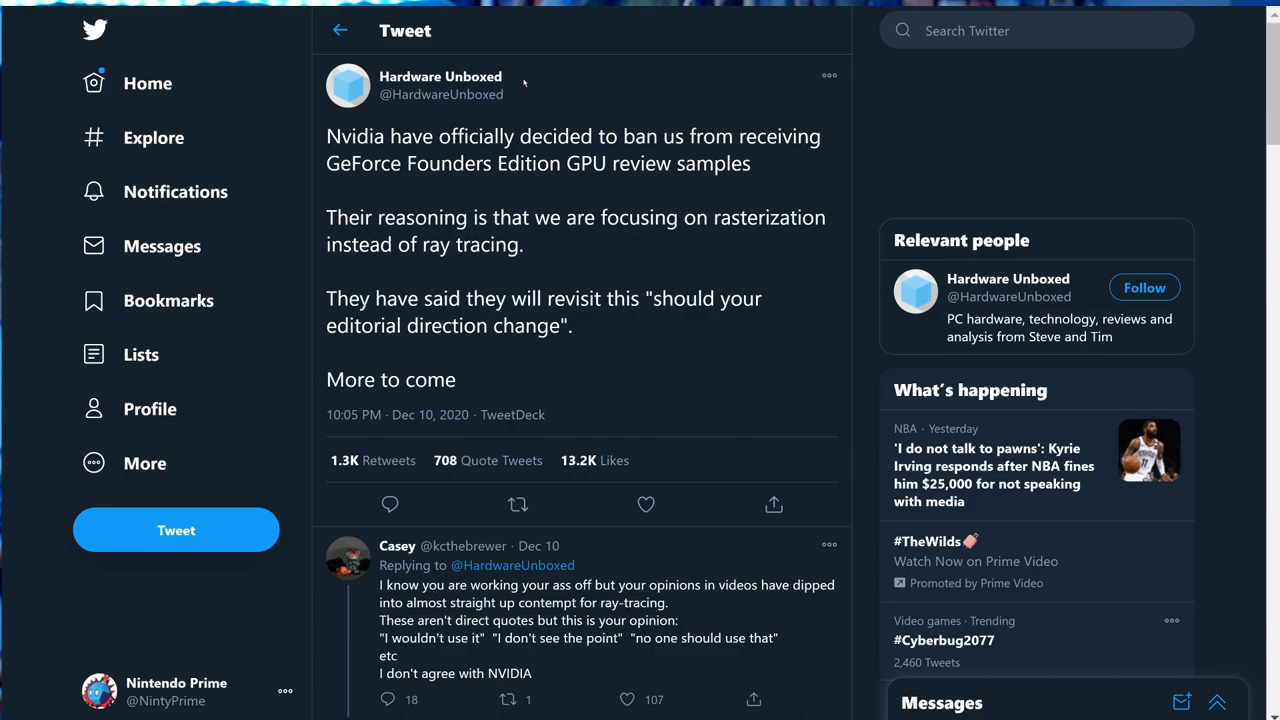 Home
Explore
Notifications
Messages
Bookmarks
Lists
Profile
More
Tweet
Nintendo Prime
@NintyPrime
Tweet
Hardware Unboxed
@HardwareUnboxed
Nvidia have officially decided to ban us from receiving
GeForce Founders Edition GPU review samples
Their reasoning is that we are focusing on rasterization
instead of ray tracing.
They have said they will revisit this "should your
editorial direction change".
More to come
10:05 PM · Dec 10, 2020 · TweetDeck
1.3K Retweets 708 Quote Tweets 13.2K Likes
Casey @kcthebrewer · Dec 10
Replying to @HardwareUnboxed
I know you are working your ass off but your opinions in videos have dipped
into almost straight up contempt for ray-tracing.
These aren't direct quotes but this is your opinion:
"I wouldn't use it" "I don't see the point" "no one should use that"
etc
I don't agree with NVIDIA
18 1 107
Search Twitter
Relevant people
Hardware Unboxed
@HardwareUnboxed
Follow
PC hardware, technology, reviews and
analysis from Steve and Tim
What's happening
NBA · Yesterday
'I do not talk to pawns': Kyrie
Irving responds after NBA fines
him $25,000 for not speaking
with media
#TheWilds
Watch Now on Prime Video
Promoted by Prime Video
Video games · Trending
#Cyberbug2077
2,460 Tweets
Messages